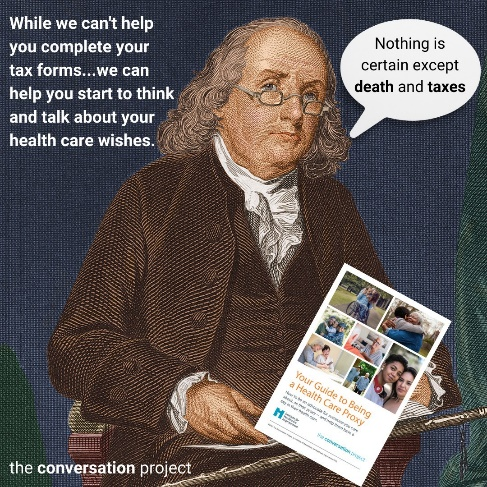 While we can't help
you complete your
tax forms...we can
help you start to think
and talk about your
health care wishes.
Nothing is
certain except
death and taxes
Your Guide to Being
a Health Care Proxy
the conversation project
the conversation project